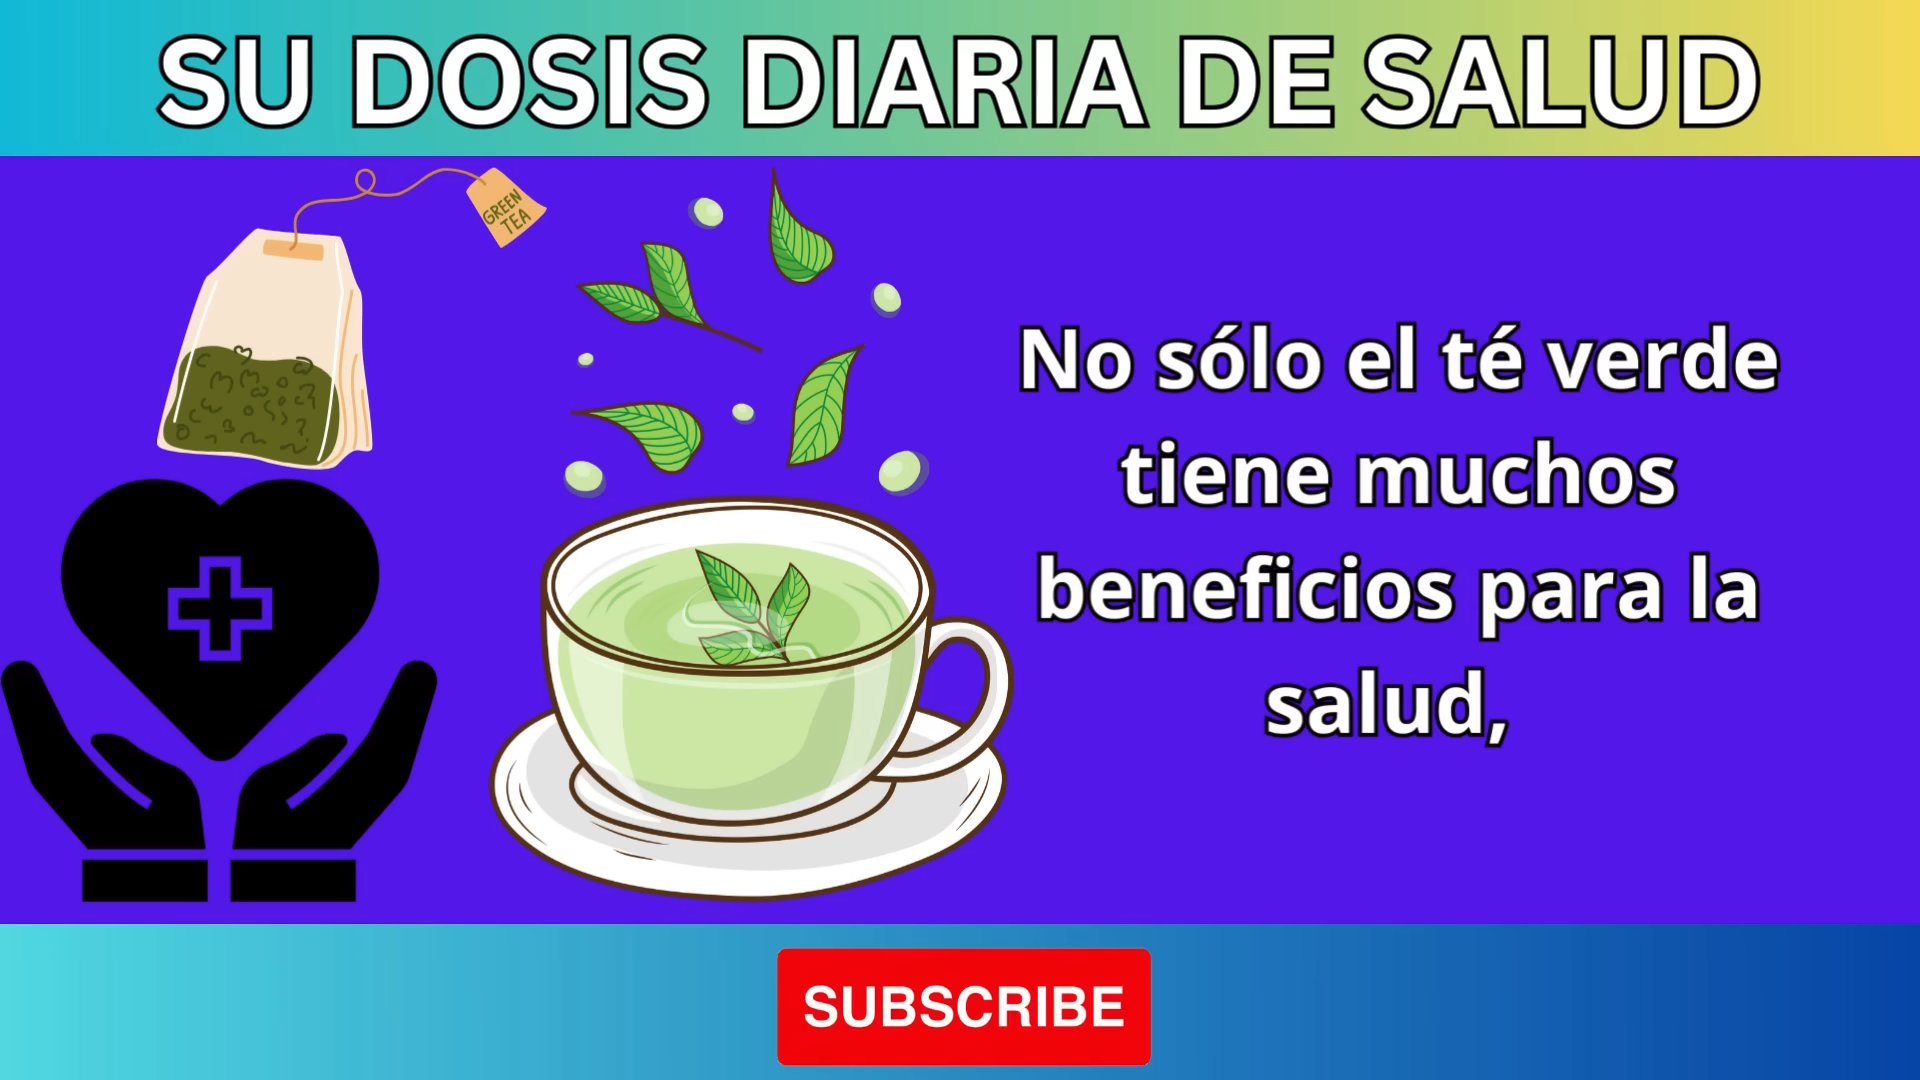 SU DOSIS DIARIA DE SALUD
GREEN
TEA
No sólo el té verde
tiene muchos
beneficios para la
salud,
SUBSCRIBE